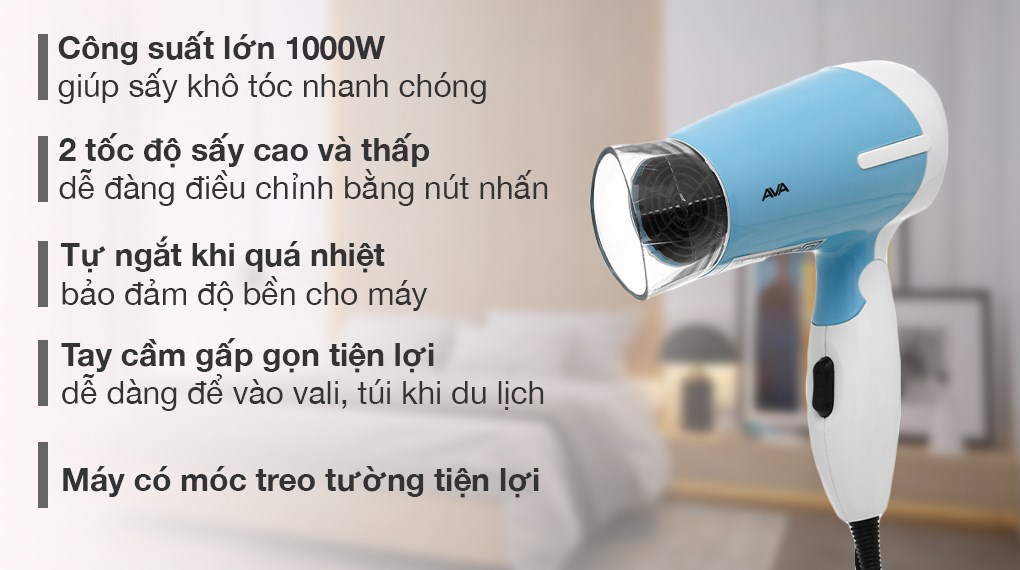 Công suất lớn 1000W
giúp sấy khô tóc nhanh chóng
2 tốc độ sấy cao và thấp
dễ đàng điều chỉnh bằng nút nhấn
Tự ngắt khi quá nhiệt
bảo đảm độ bền cho máy
Tay cầm gấp gọn tiện lợi
dễ dàng để vào vali, túi khi du lịch
Máy có móc treo tường tiện lợi
AVA